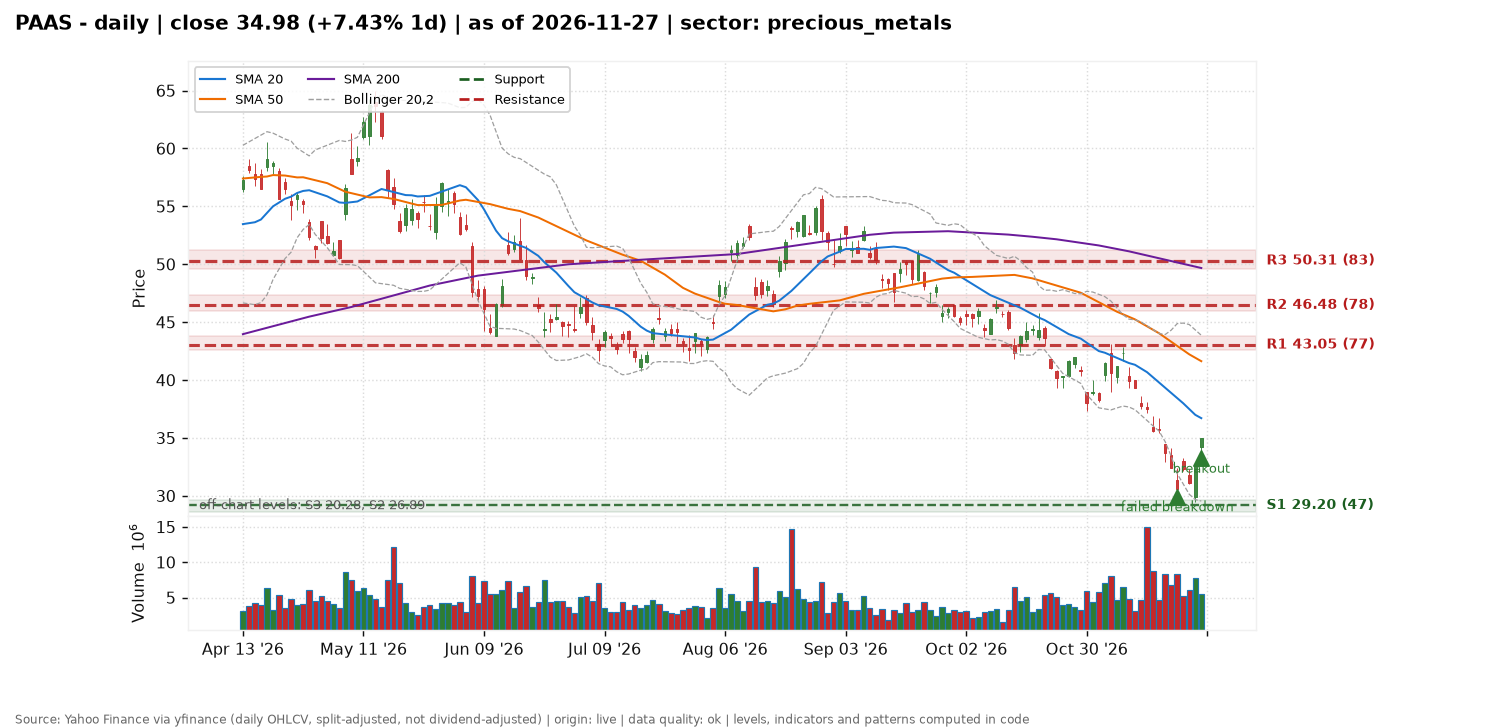 PAAS - daily | close 34.98 (+7.43% 1d) | as of 2026-11-27 | sector: precious_metals
SMA 20
SMA 50
SMA 200
Bollinger 20,2
Support
Resistance
Price
65
60
55
50
45
40
35
30
R3 50.31 (83)
R2 46.48 (78)
R1 43.05 (77)
S1 29.20 (47)
breakout
failed breakdown
off-chart levels: S3 20.28, S2 26.89
Volume 10⁶
15
10
5
Apr 13 '26
May 11 '26
Jun 09 '26
Jul 09 '26
Aug 06 '26
Sep 03 '26
Oct 02 '26
Oct 30 '26
Source: Yahoo Finance via yfinance (daily OHLCV, split-adjusted, not dividend-adjusted) | origin: live | data quality: ok | levels, indicators and patterns computed in code